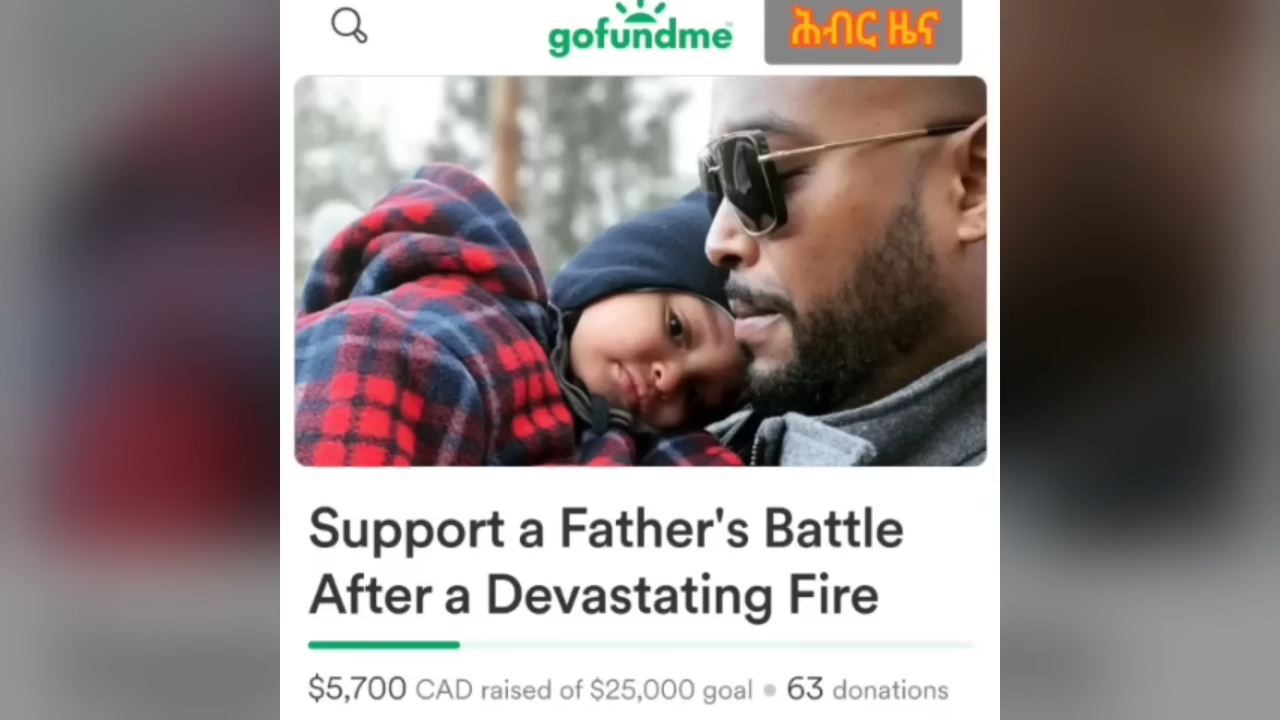 gofundme
ሕብር ዜና
Support a Father's Battle
After a Devastating Fire
$5,700 CAD raised of $25,000 goal • 63 donations